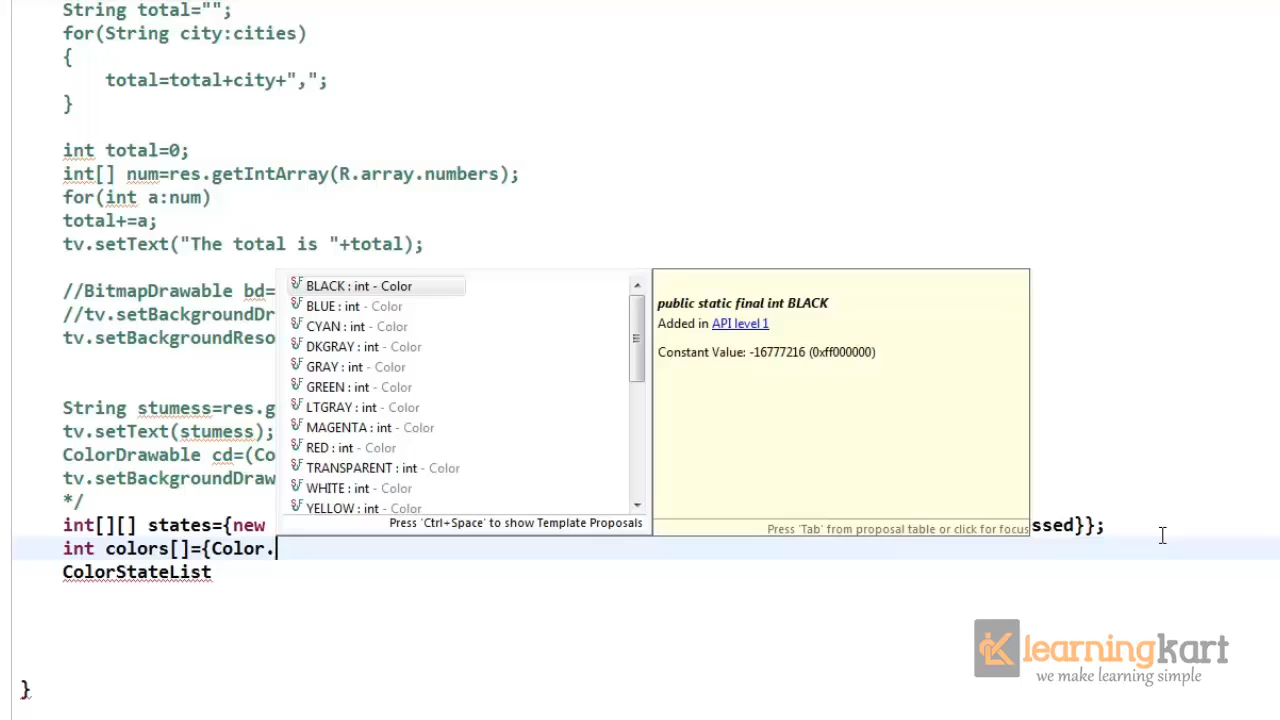 String total="";
for(String city:cities)
{
total=total+city+",";
}
int total=0;
int[] num=res.getIntArray(R.array.numbers);
for(int a:num)
total+=a;
tv.setText("The total is "+total);
//BitmapDrawable bd=
//tv.setBackgroundDr
tv.setBackgroundReso
String stumess=res.g
tv.setText(stumess);
ColorDrawable cd=(Co
tv.setBackgroundDraw
*/
int[][] states={new
ssed}};
int colors[]={Color.
ColorStateList
}
BLACK : int - Color
BLUE : int - Color
CYAN : int - Color
DKGRAY : int - Color
GRAY : int - Color
GREEN : int - Color
LTGRAY : int - Color
MAGENTA : int - Color
RED : int - Color
TRANSPARENT : int - Color
WHITE : int - Color
YELLOW : int - Color
Press 'Ctrl+Space' to show Template Proposals
public static final int BLACK
Added in API level 1
Constant Value: -16777216 (0xff000000)
Press 'Tab' from proposal table or click for focus
learningkart
we make learning simple